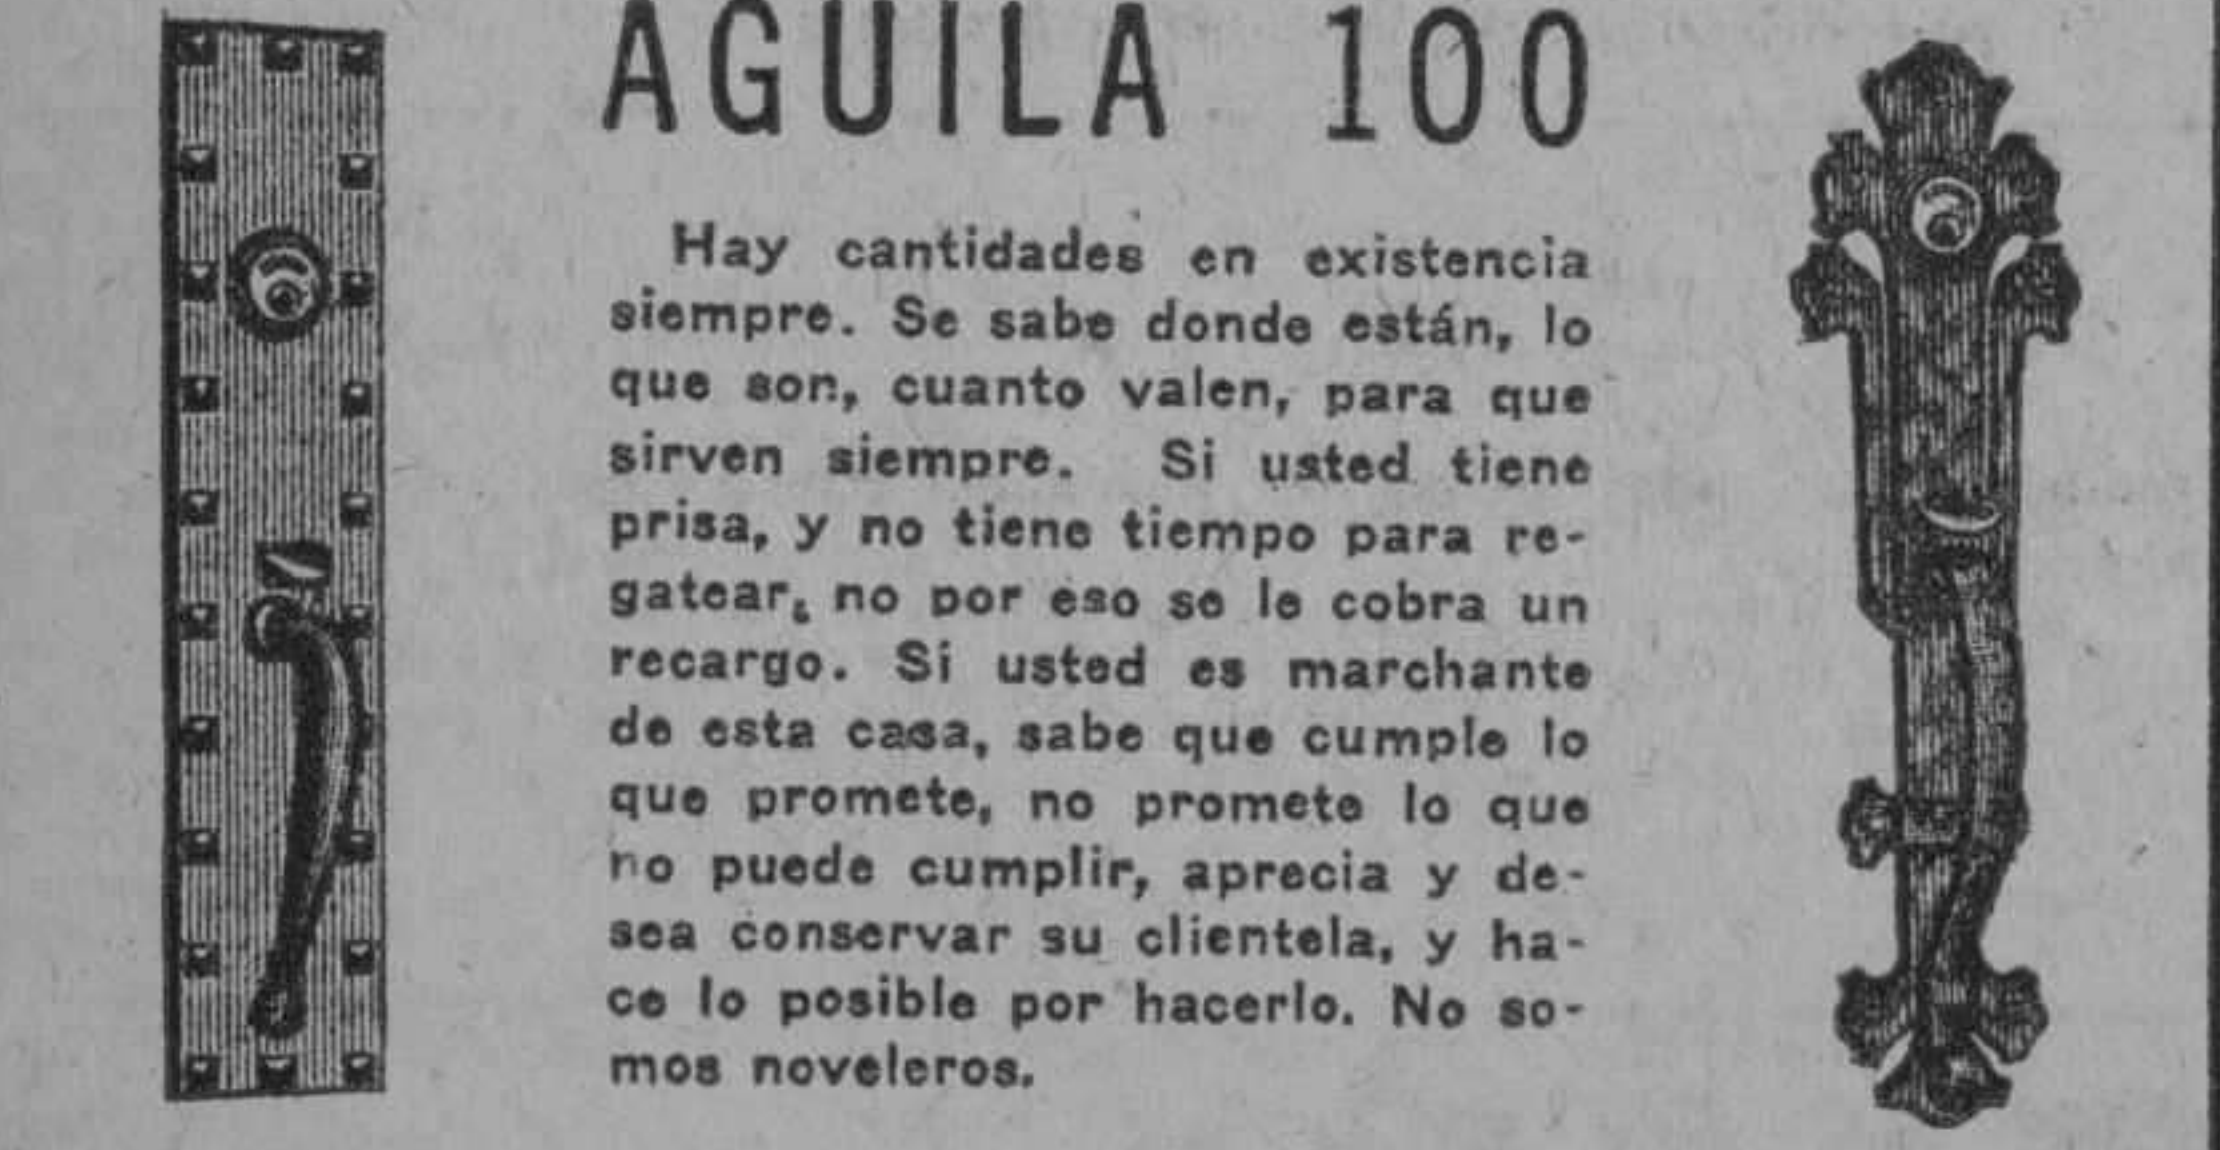 AGUILA 100
Hay cantidades en existencia
siempre. Se sabe donde están, lo
que son, cuanto valen, para que
sirven siempre. Si usted tiene
prisa, y no tiene tiempo para re-
gatear, no por eso se le cobra un
recargo. Si usted es marchante
de esta casa, sabe que cumple lo
que promete, no promete lo que
no puede cumplir, aprecia y de-
sea conservar su clientela, y ha-
ce lo posible por hacerlo. No so-
mos noveleros.